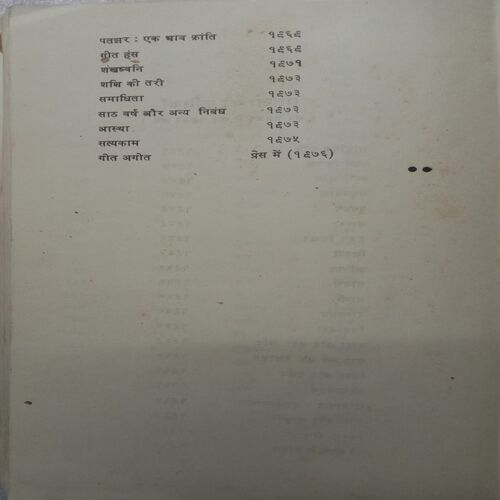 पतझर : एक भाव क्रांति १९६९
गीत हंस १९६९
शंखध्वनि १९७१
शशि की तरी १९७३
समाधिता १९७३
साठ वर्ष और अन्य निबंध १९७३
आस्था १९७३
सत्यकाम १९७५
गीत अगीत प्रेस में (१९७६)